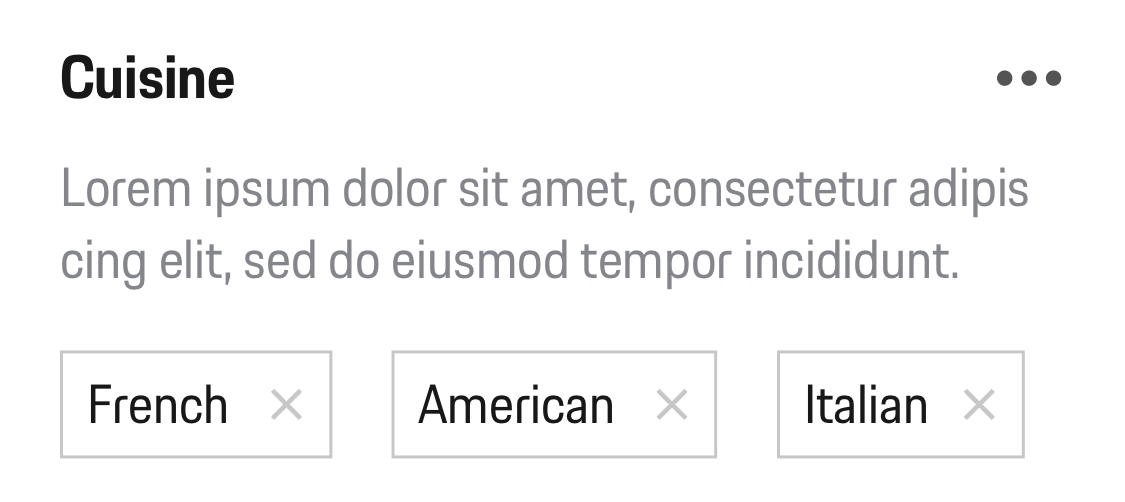 Cuisine
Lorem ipsum dolor sit amet, consectetur adipis
cing elit, sed do eiusmod tempor incididunt.
French American Italian